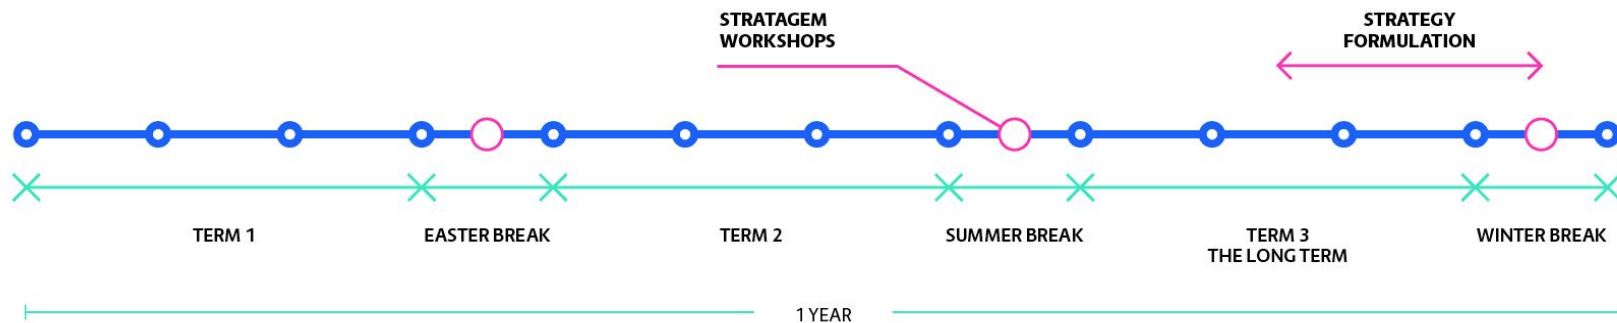 STRATAGEM
WORKSHOPS
STRATEGY
FORMULATION
TERM 1
EASTER BREAK
TERM 2
SUMMER BREAK
TERM 3
THE LONG TERM
WINTER BREAK
1 YEAR